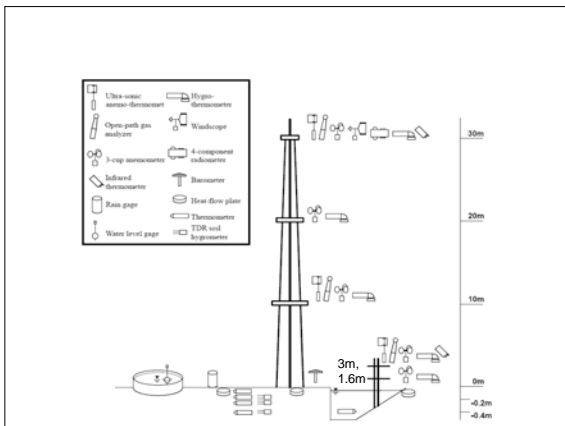 Ultra-sonic
anemo-thermomet
Hygro-
thermometer
Open-path gas
analyzer
Windscope
3-cup anemometer
4-component
radiometer
Infrared
thermometer
Barometer
Rain gage
Heat-flow plate
Thermometer
Water level gage
TDR soil
hygrometer
30m
20m
10m
3m,
1.6m
0m
-0.2m
-0.4m